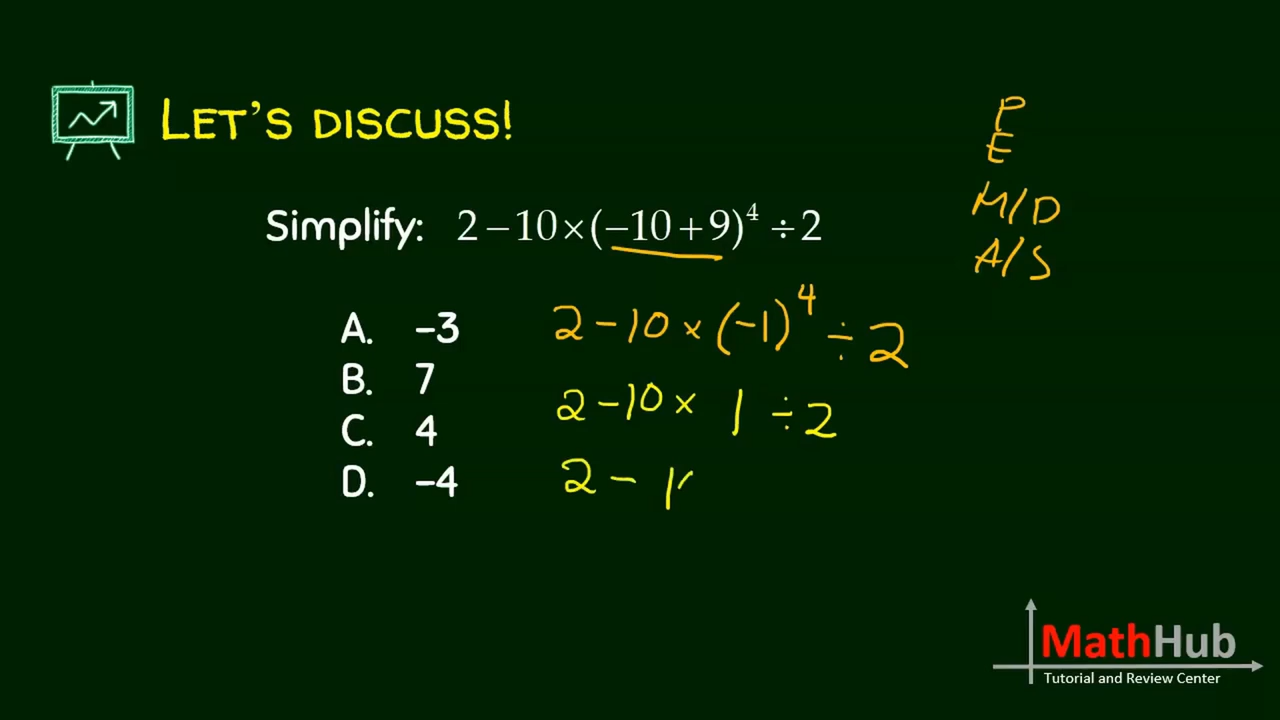 LET'S DISCUSS!
Simplify: 2 − 10 × (−10 + 9)⁴ ÷ 2
A. −3
B. 7
C. 4
D. −4
2 − 10 × (−1)⁴ ÷ 2
2 − 10 × 1 ÷ 2
2 − 1
P
E
M/D
A/S
MathHub
Tutorial and Review Center